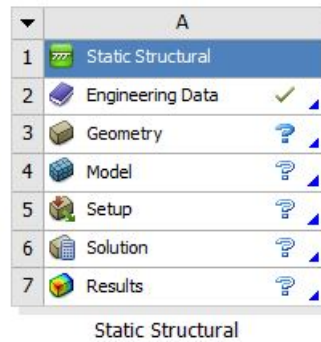 A
1 Static Structural
2 Engineering Data
3 Geometry ?
4 Model ?
5 Setup ?
6 Solution ?
7 Results ?
Static Structural